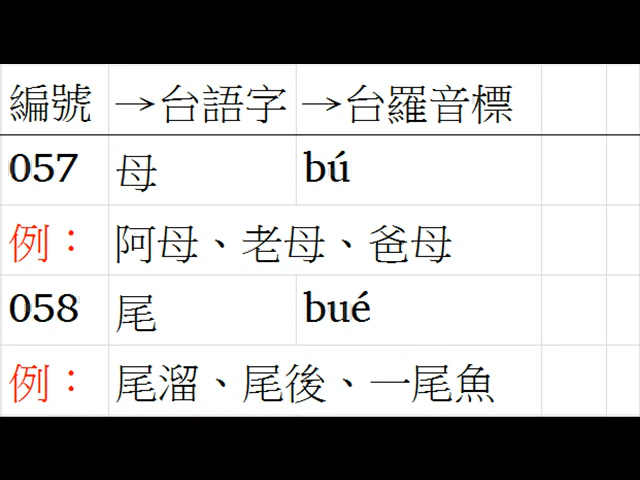 編號 →台語字 →台羅音標
057 母 bú
例：阿母、老母、爸母
058 尾 bué
例：尾溜、尾後、一尾魚